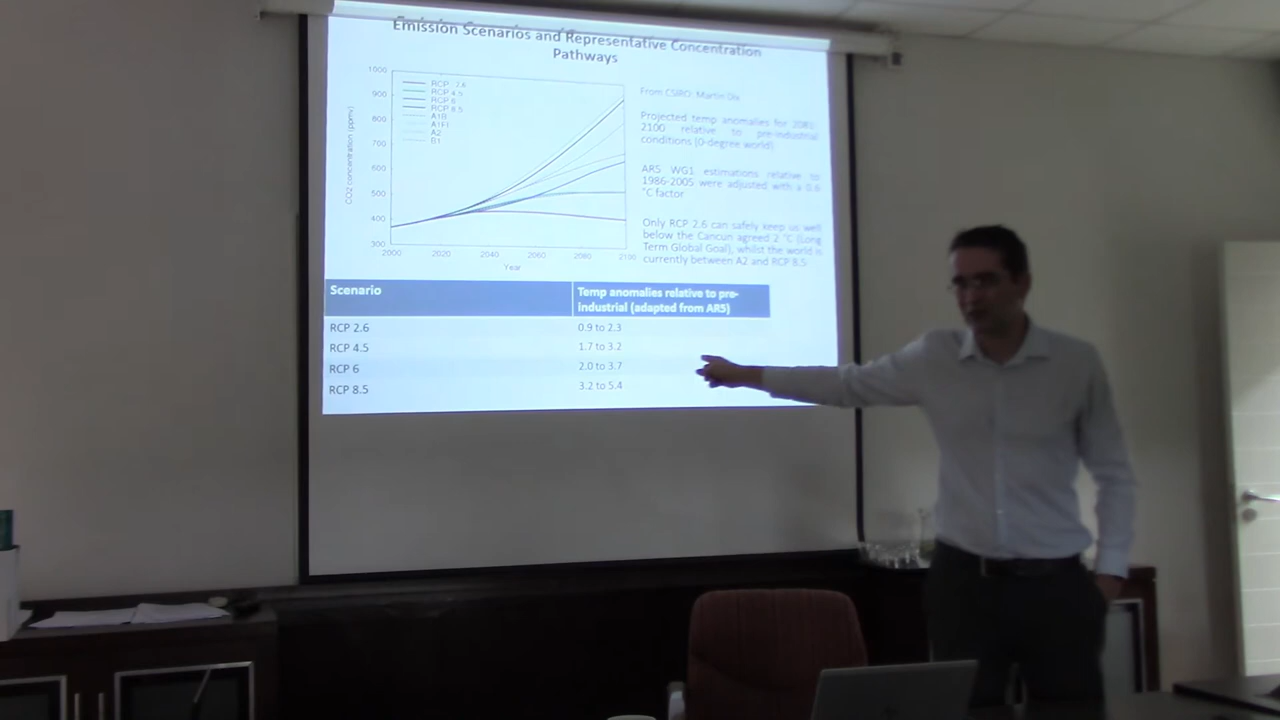 Emission Scenarios and Representative Concentration
Pathways
1000
900
800
700
600
500
400
300
CO2 concentration (ppmv)
RCP 2.6
RCP 4.5
RCP 6
RCP 8.5
A1B
A1FI
A2
B1
2000 2020 2040 2060 2080 2100
Year
From CSIRO: Martin Dix
Projected temp anomalies for 2081-
2100 relative to pre-industrial
conditions (0-degree world)
AR5 WG1 estimations relative to
1986-2005 were adjusted with a 0.6
°C factor
Only RCP 2.6 can safely keep us well
below the Cancun agreed 2 °C (Long
Term Global Goal), whilst the world is
currently between A2 and RCP 8.5
Scenario
Temp anomalies relative to pre-
industrial (adapted from AR5)
RCP 2.6 0.9 to 2.3
RCP 4.5 1.7 to 3.2
RCP 6 2.0 to 3.7
RCP 8.5 3.2 to 5.4